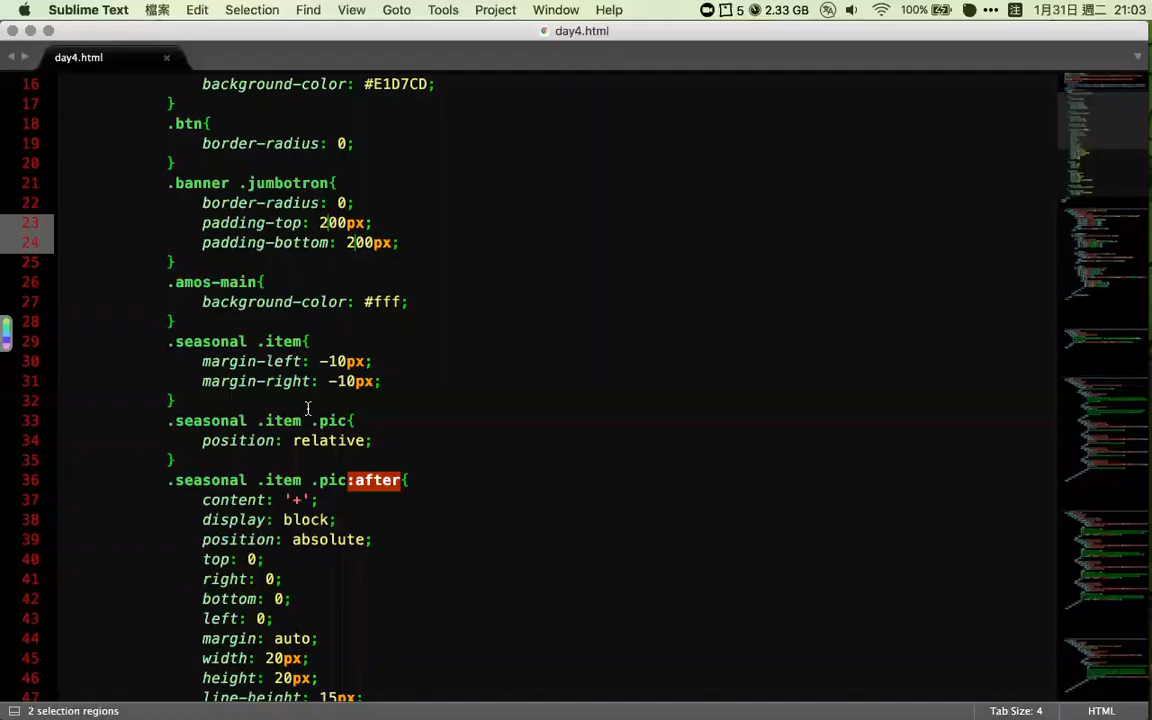 Sublime Text 檔案 Edit Selection Find View Goto Tools Project Window Help 5 2.33 GB 100% 注 1月31日 週二 21:03
day4.html
day4.html
16 background-color: #E1D7CD;
17 }
18 .btn{
19 border-radius: 0;
20 }
21 .banner .jumbotron{
22 border-radius: 0;
23 padding-top: 200px;
24 padding-bottom: 200px;
25 }
26 .amos-main{
27 background-color: #fff;
28 }
29 .seasonal .item{
30 margin-left: -10px;
31 margin-right: -10px;
32 }
33 .seasonal .item .pic{
34 position: relative;
35 }
36 .seasonal .item .pic:after{
37 content: '+';
38 display: block;
39 position: absolute;
40 top: 0;
41 right: 0;
42 bottom: 0;
43 left: 0;
44 margin: auto;
45 width: 20px;
46 height: 20px;
47 line-height: 15px;
2 selection regions Tab Size: 4 HTML